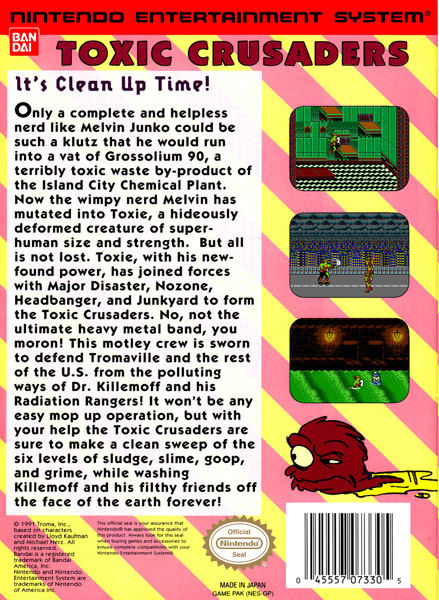 NINTENDO ENTERTAINMENT SYSTEM®
BAN
DAI
TOXIC CRUSADERS
It's Clean Up Time!
Only a complete and helpless
nerd like Melvin Junko could be
such a klutz that he would run
into a vat of Grossolium 90, a
terribly toxic waste by-product of
the Island City Chemical Plant.
Now the wimpy nerd Melvin has
mutated into Toxie, a hideously
deformed creature of super-
human size and strength. But all
is not lost. Toxie, with his new-
found power, has joined forces
with Major Disaster, Nozone,
Headbanger, and Junkyard to form
the Toxic Crusaders. No, not the
ultimate heavy metal band, you
moron! This motley crew is sworn
to defend Tromaville and the rest
of the U.S. from the polluting
ways of Dr. Killemoff and his
Radiation Rangers! It won't be any
easy mop up operation, but with
your help the Toxic Crusaders are
sure to make a clean sweep of the
six levels of sludge, slime, goop,
and grime, while washing
Killemoff and his filthy friends off
the face of the earth forever!
© 1991 Troma, Inc.,
based on characters
created by Lloyd Kaufman
and Michael Herz. All
rights reserved.
Bandai is a registered
trademark of Bandai
America, Inc.
Nintendo and Nintendo
Entertainment System are
trademarks of Nintendo
of America Inc.
This official seal is your assurance that
Nintendo® has approved the quality of
this product. Always look for this seal
when buying games and accessories to
ensure complete compatibility with your
Nintendo Entertainment System®.
Official
Nintendo
Seal
MADE IN JAPAN
GAME PAK (NES-GP)
0 45557 07330 5